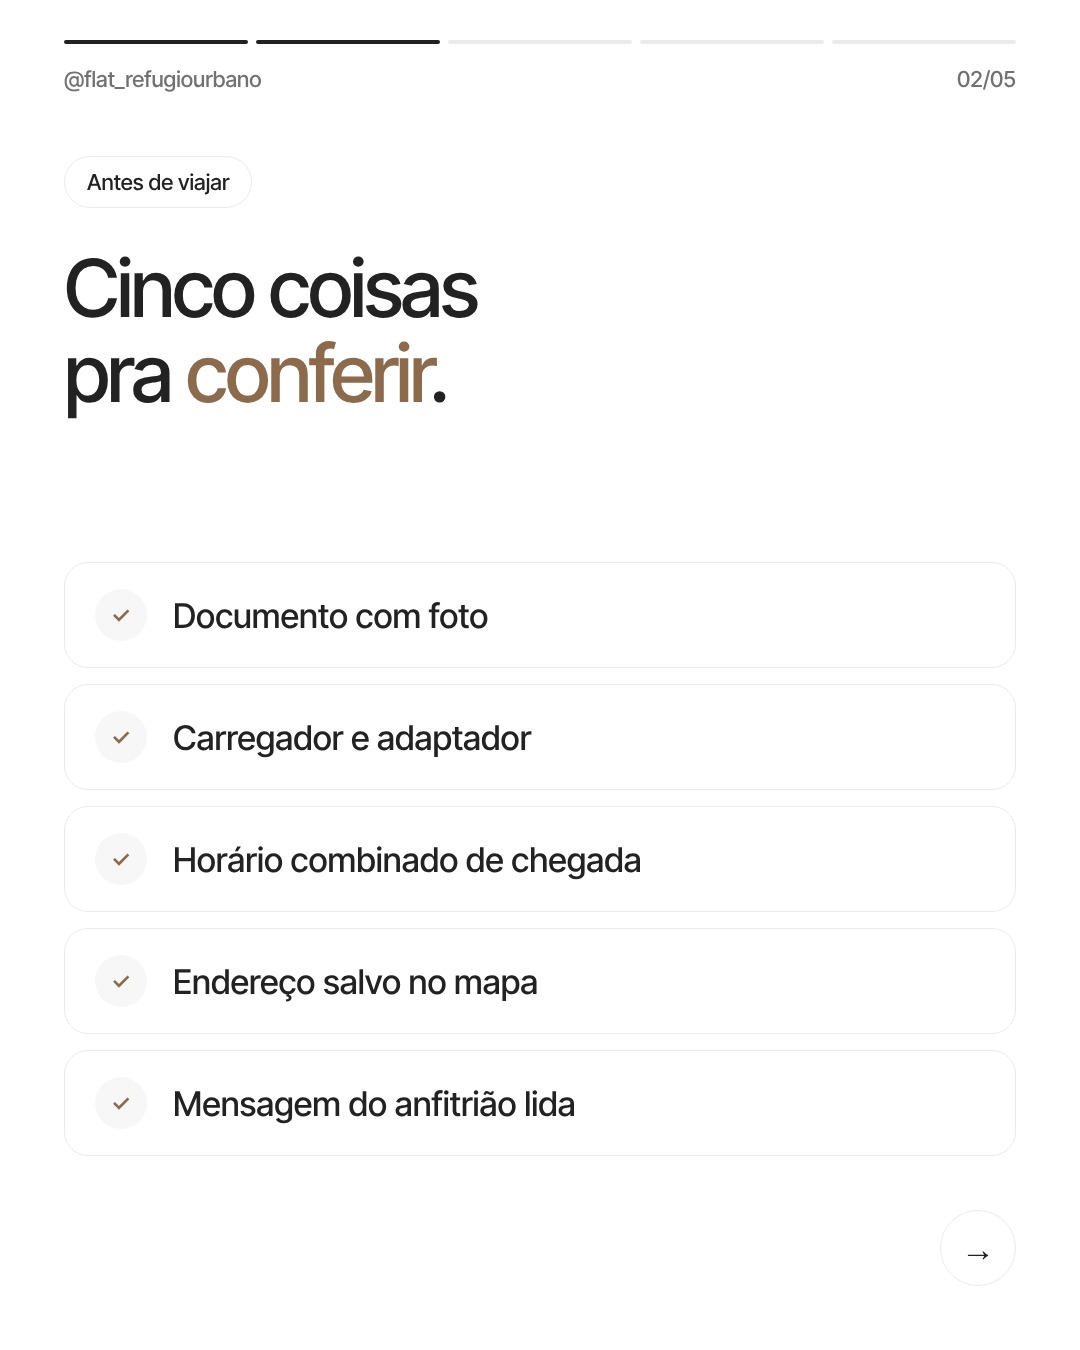 @flat_refugiourbano
02/05
Antes de viajar
Cinco coisas
pra conferir.
Documento com foto
Carregador e adaptador
Horário combinado de chegada
Endereço salvo no mapa
Mensagem do anfitrião lida
→